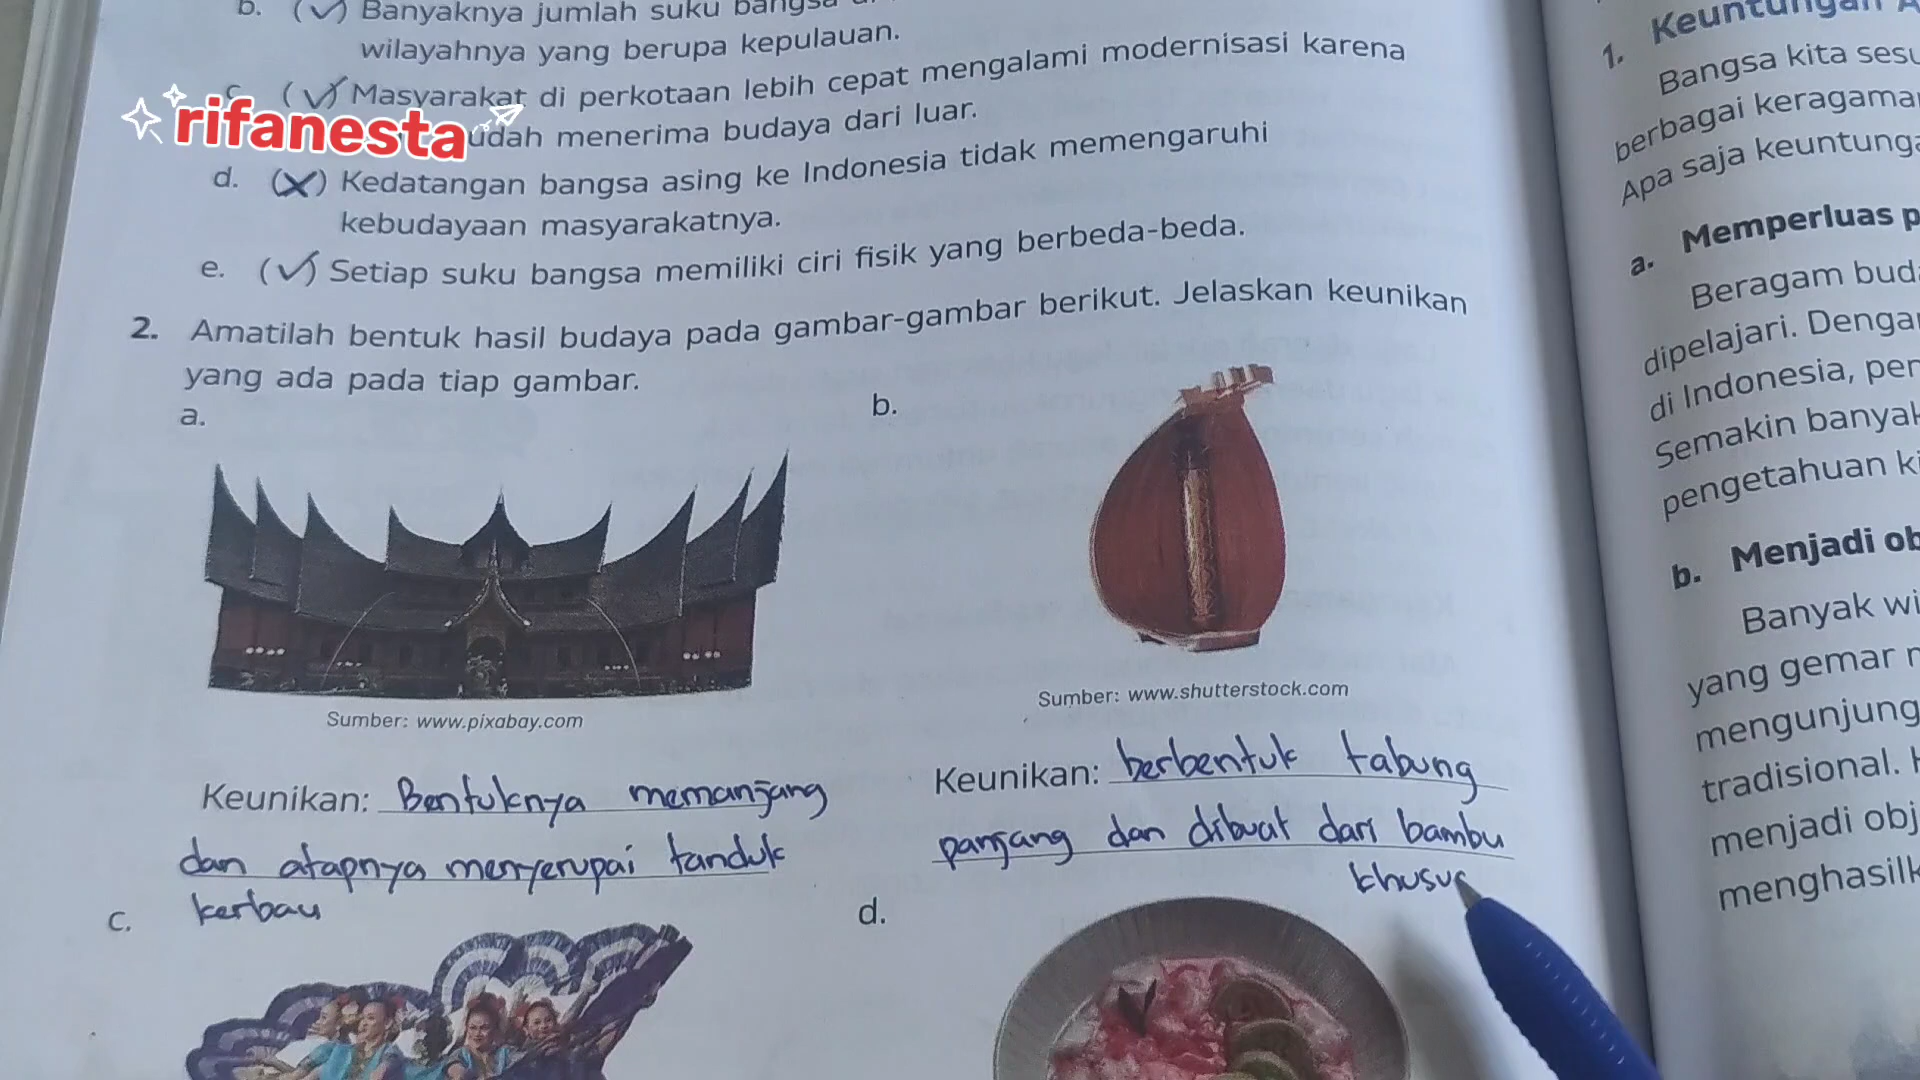 b. (✓) Banyaknya jumlah suku bangsa
wilayahnya yang berupa kepulauan.
c. (✓) Masyarakat di perkotaan lebih cepat mengalami modernisasi karena
udah menerima budaya dari luar.
rifanesta
d. (X) Kedatangan bangsa asing ke Indonesia tidak memengaruhi
kebudayaan masyarakatnya.
e. (✓) Setiap suku bangsa memiliki ciri fisik yang berbeda-beda.
2. Amatilah bentuk hasil budaya pada gambar-gambar berikut. Jelaskan keunikan
yang ada pada tiap gambar.
a.
Sumber: www.pixabay.com
Keunikan: Bentuknya memanjang
dan atapnya menyerupai tanduk
kerbau
b.
Sumber: www.shutterstock.com
Keunikan: berbentuk tabung
panjang dan dibuat dari bambu
khusus
c.
d.
1. Keuntungan A
Bangsa kita sesu
berbagai keragama
Apa saja keuntunga
a. Memperluas p
Beragam buda
dipelajari. Denga
di Indonesia, per
Semakin banyak
pengetahuan ki
b. Menjadi ob
Banyak wi
yang gemar
mengunjung
tradisional.
menjadi obj
menghasilk